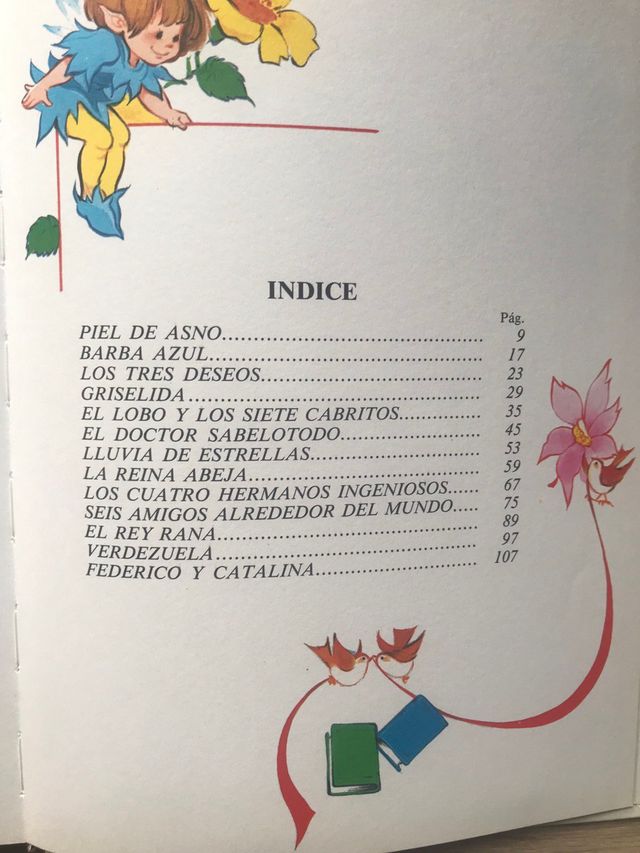 INDICE
Pág.
PIEL DE ASNO........................................... 9
BARBA AZUL............................................. 17
LOS TRES DESEOS..................................... 23
GRISELIDA................................................ 29
EL LOBO Y LOS SIETE CABRITOS.............. 35
EL DOCTOR SABELOTODO........................ 45
LLUVIA DE ESTRELLAS............................. 53
LA REINA ABEJA....................................... 59
LOS CUATRO HERMANOS INGENIOSOS...... 67
SEIS AMIGOS ALREDEDOR DEL MUNDO..... 75
EL REY RANA............................................ 89
VERDEZUELA............................................ 97
FEDERICO Y CATALINA........................... 107